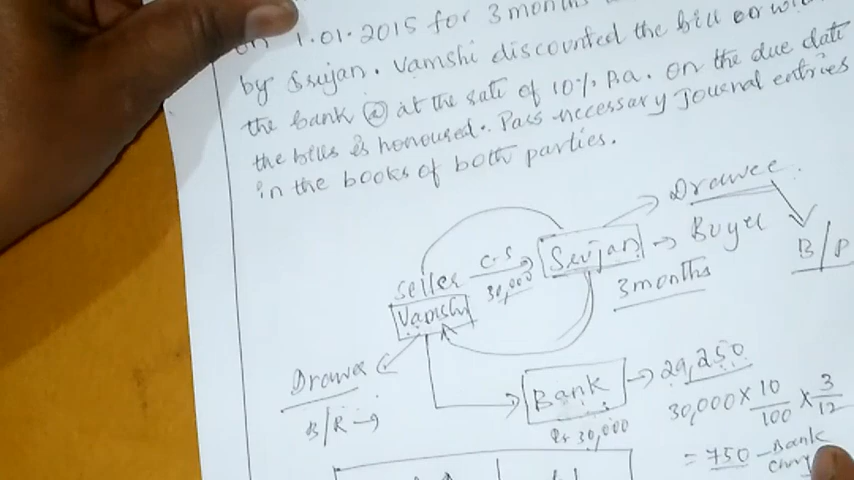 on 1.01.2015 for 3 months
by Srujan. Vamshi discounted the bill
the bank @ at the rate of 10% P.a. on the due date
the bills is honoured. Pass necessary Journal entries
in the books of both parties.
Drawee
Seller C.S Srujan → Buyer B/P
30,000
Vamshi 3 months
Drawer
B/R →
Bank → 29,250
Rs 30,000
30,000 × 10/100 × 3/12
= 750 - Bank